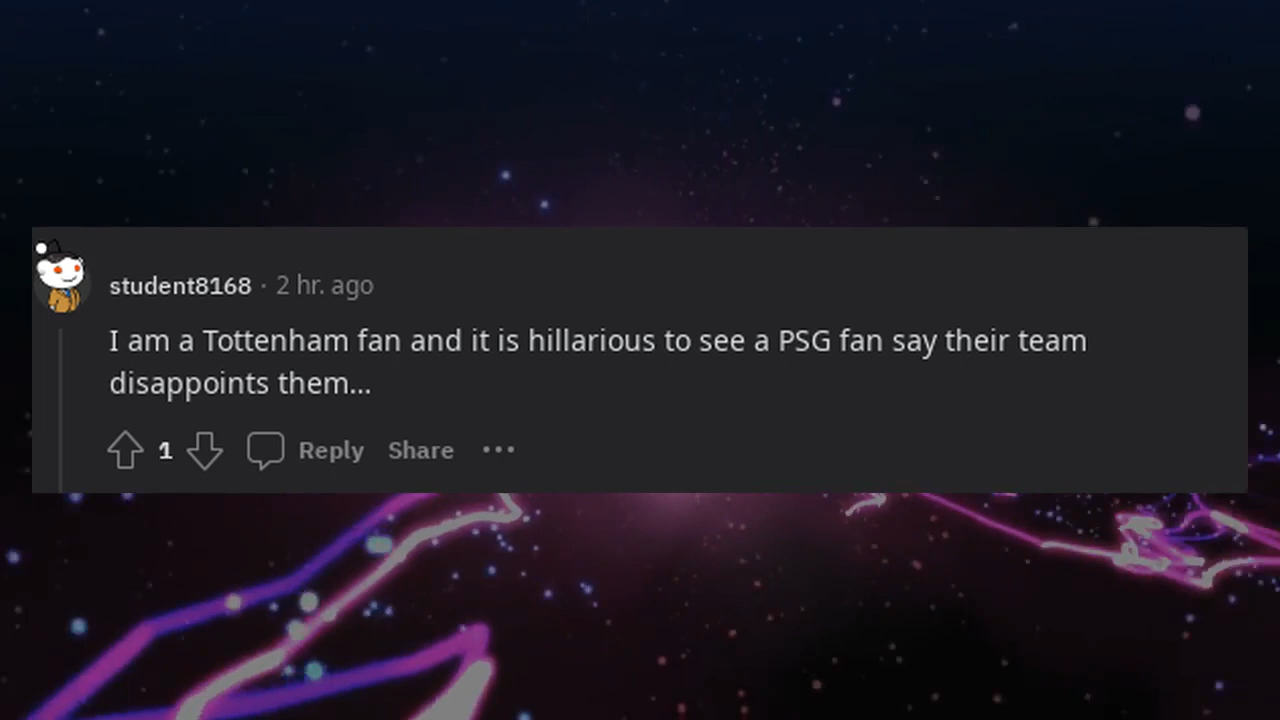 student8168 · 2 hr. ago
I am a Tottenham fan and it is hillarious to see a PSG fan say their team
disappoints them...
1 Reply Share ···